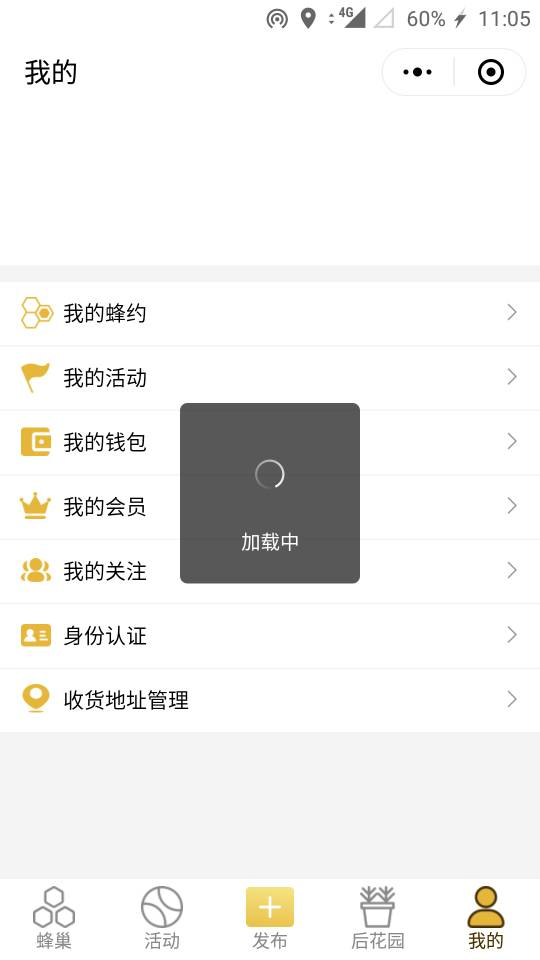 4G 60% 11:05
我的
我的蜂约
我的活动
我的钱包
我的会员
加载中
我的关注
身份认证
收货地址管理
蜂巢 活动 发布 后花园 我的